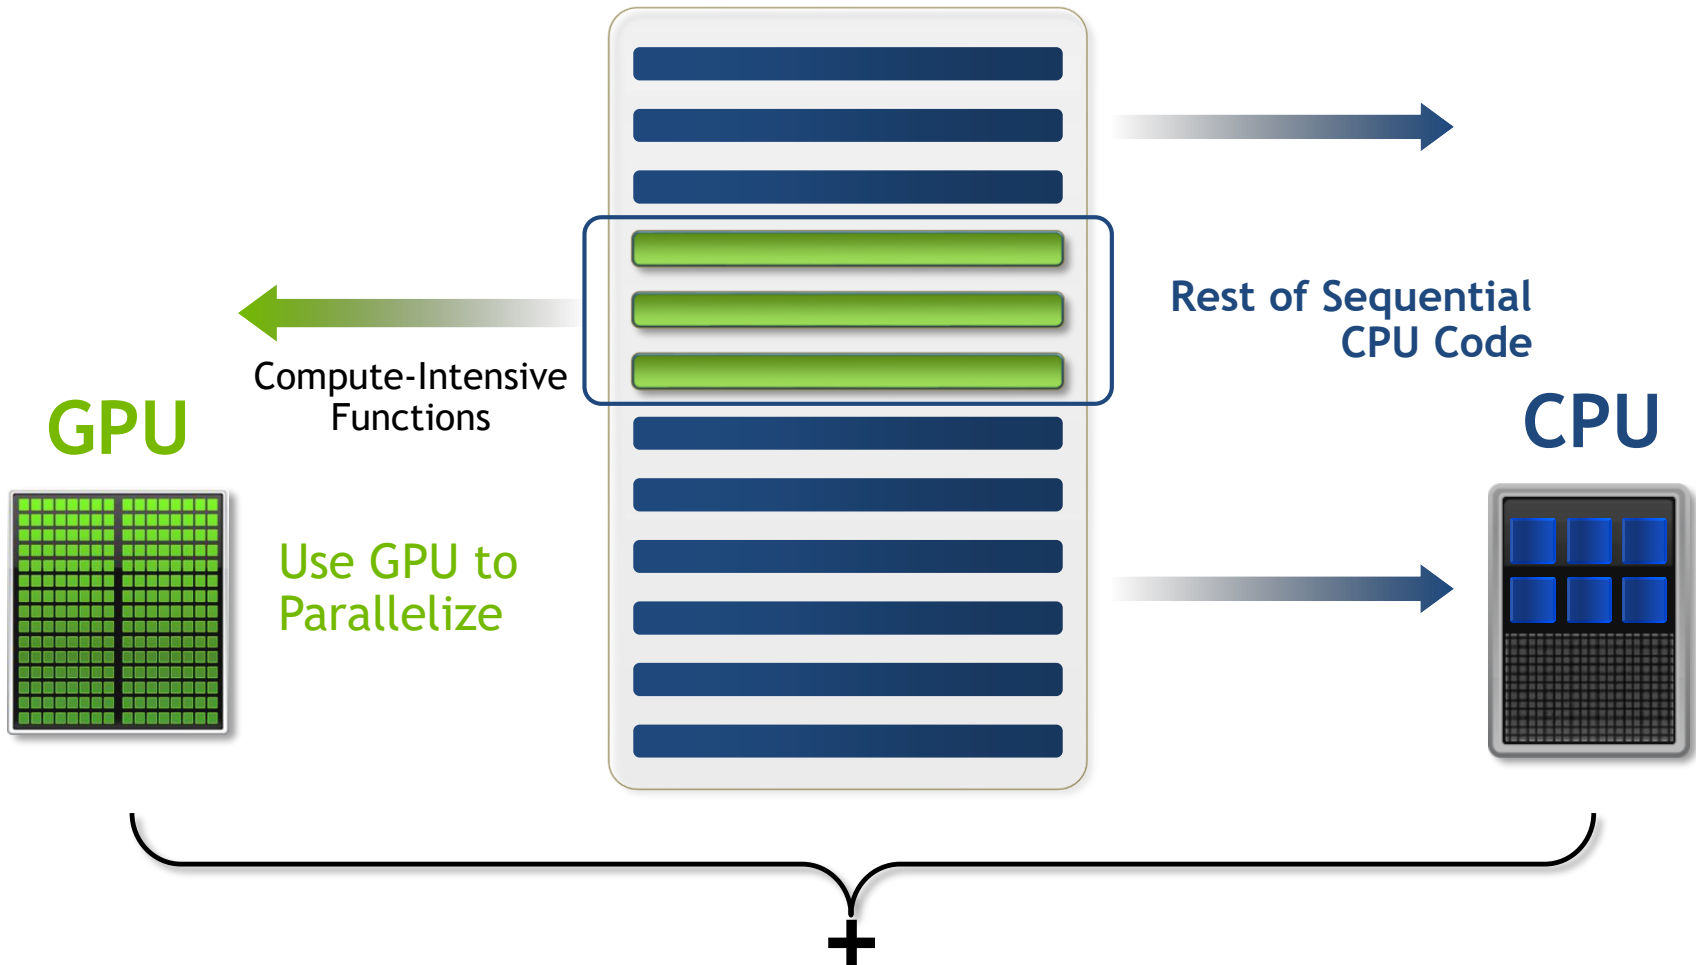 Rest of Sequential
CPU Code
Compute-Intensive
Functions
GPU
CPU
Use GPU to
Parallelize
+